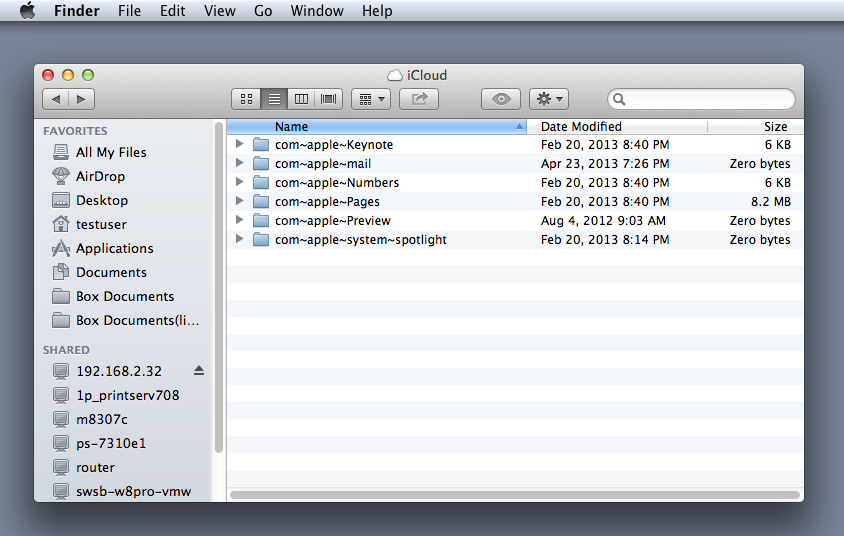 Finder File Edit View Go Window Help
iCloud
FAVORITES
All My Files
AirDrop
Desktop
testuser
Applications
Documents
Box Documents
Box Documents(li...
SHARED
192.168.2.32
1p_printserv708
m8307c
ps-7310e1
router
swsb-w8pro-vmw
Name Date Modified Size
com~apple~Keynote Feb 20, 2013 8:40 PM 6 KB
com~apple~mail Apr 23, 2013 7:26 PM Zero bytes
com~apple~Numbers Feb 20, 2013 8:40 PM 6 KB
com~apple~Pages Feb 20, 2013 8:40 PM 8.2 MB
com~apple~Preview Aug 4, 2012 9:03 AM Zero bytes
com~apple~system~spotlight Feb 20, 2013 8:14 PM Zero bytes